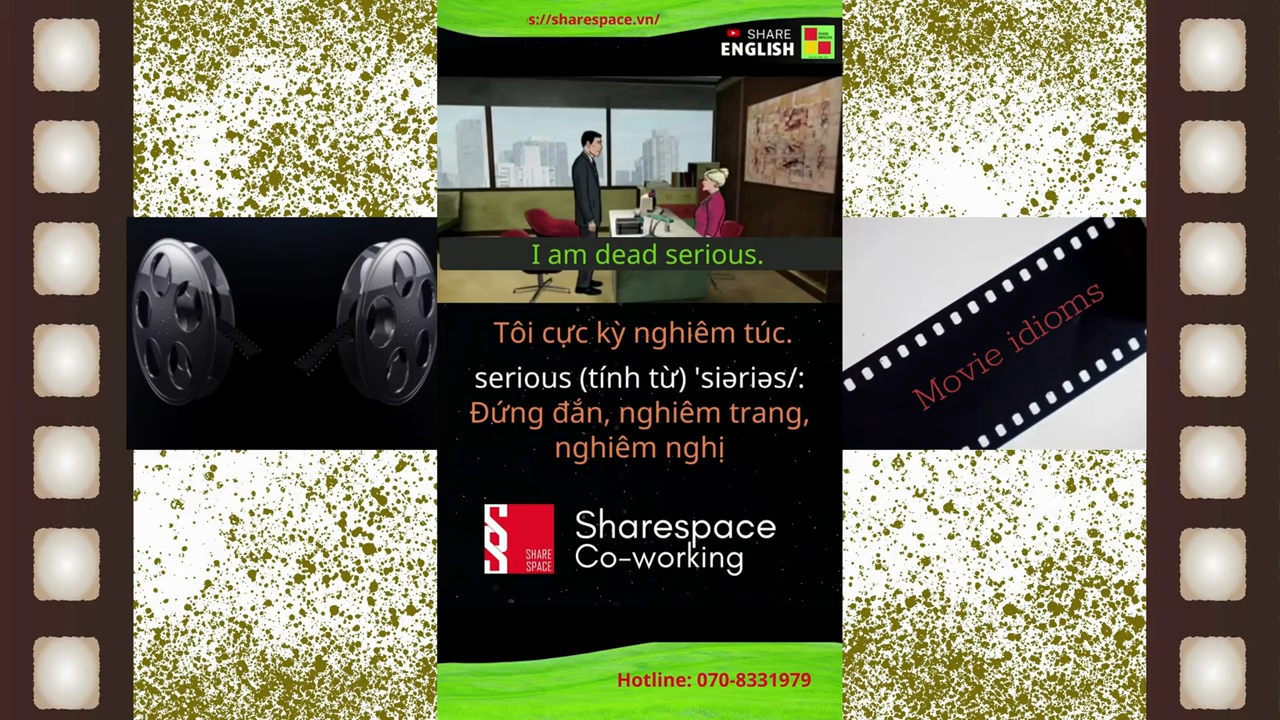 s://sharespace.vn/
SHARE
ENGLISH
I am dead serious.
Tôi cực kỳ nghiêm túc.
serious (tính từ) 'siəriəs/:
Đứng đắn, nghiêm trang,
nghiêm nghị
Movie idioms
SHARE
SPACE
Sharespace
Co-working
Hotline: 070-8331979